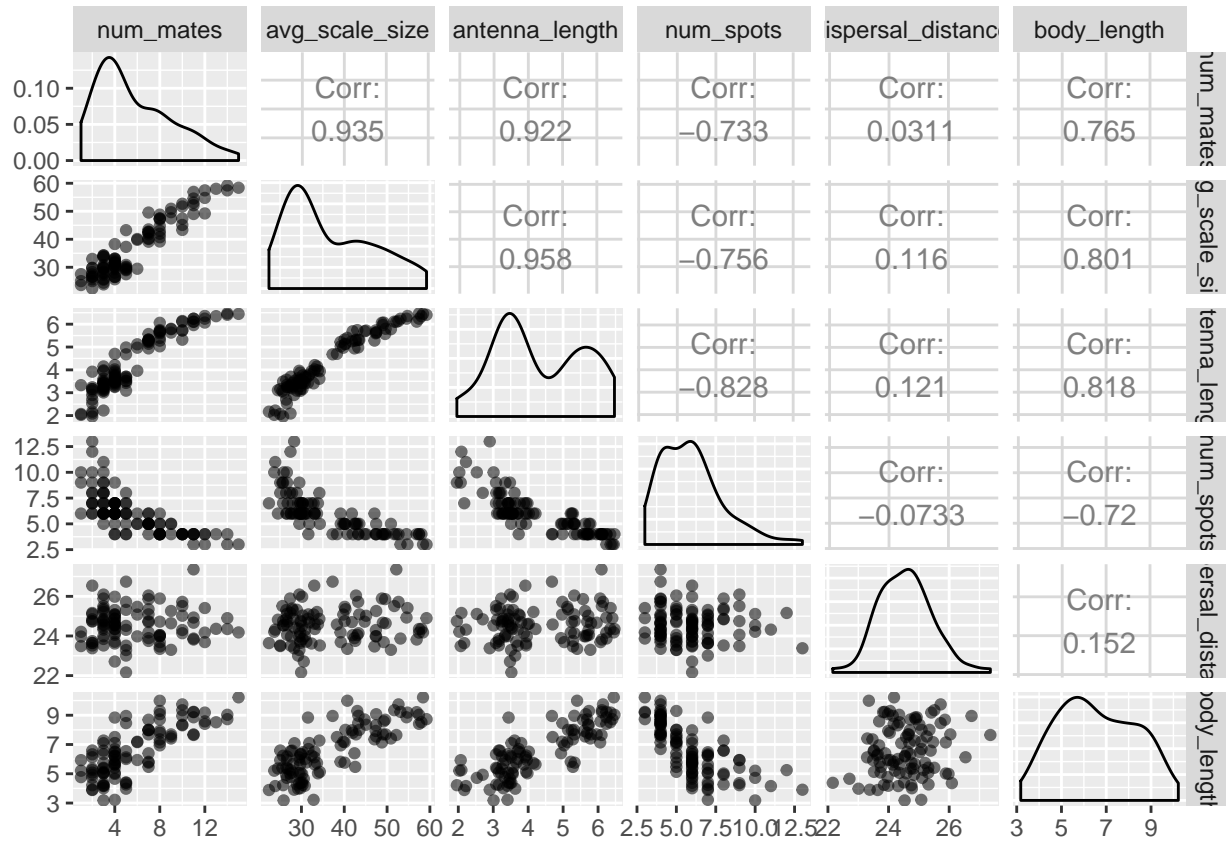 num_mates avg_scale_size antenna_length num_spots ispersal_distanc body_length
0.10
0.05
0.00
Corr:
0.935
Corr:
0.922
Corr:
−0.733
Corr:
0.0311
Corr:
0.765
num_mates
60
50
40
30
Corr:
0.958
Corr:
−0.756
Corr:
0.116
Corr:
0.801
g_scale_si
6
5
4
3
2
Corr:
−0.828
Corr:
0.121
Corr:
0.818
tenna_leng
12.5
10.0
7.5
5.0
2.5
Corr:
−0.0733
Corr:
−0.72
num_spots
26
24
22
Corr:
0.152
ersal_dista
9
7
5
3
body_length
4 8 12 30 40 50 60 2 3 4 5 6 2.5 5.0 7.5 10.0 12.5 22 24 26 3 5 7 9